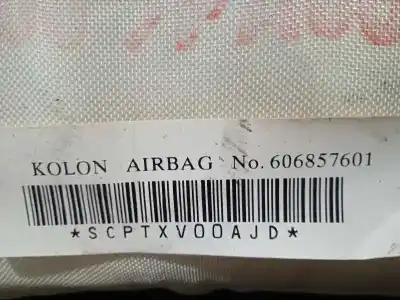 KOLON AIRBAG No. 606857601
*SCPTXV00AJD*